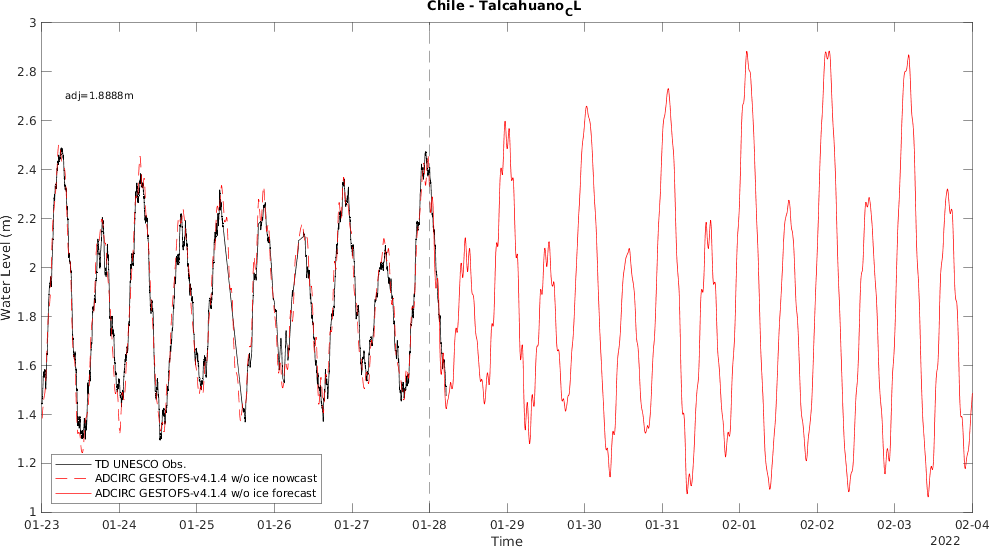 Chile - Talcahuano_CL
3
2.8
adj=1.8888m
2.6
2.4
2.2
2
1.8
1.6
1.4
1.2
1
Water Level (m)
TD UNESCO Obs.
ADCIRC GESTOFS-v4.1.4 w/o ice nowcast
ADCIRC GESTOFS-v4.1.4 w/o ice forecast
01-23 01-24 01-25 01-26 01-27 01-28 01-29 01-30 01-31 02-01 02-02 02-03 02-04
Time
2022